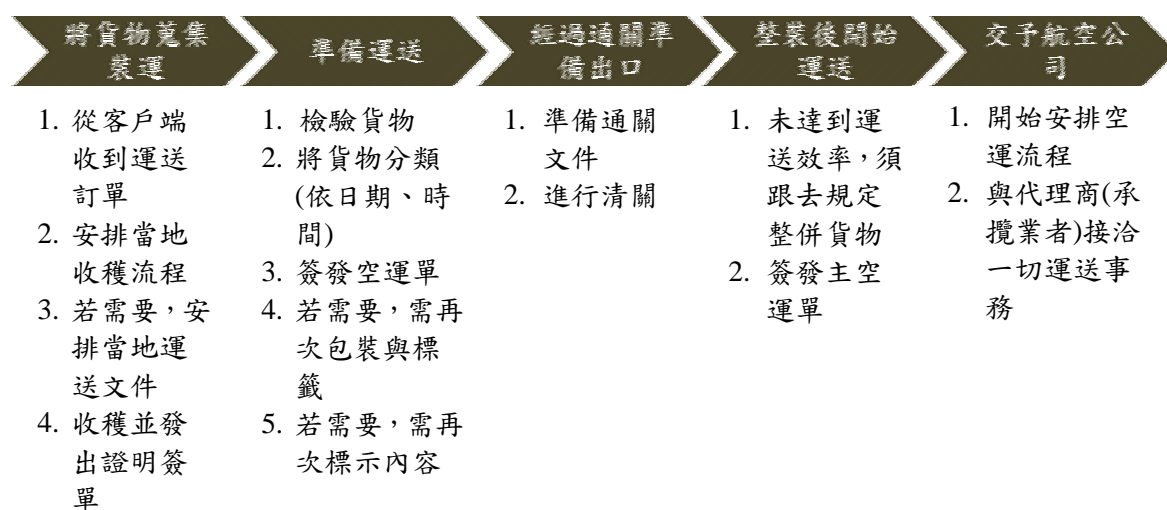 將貨物蒐集
裝運
準備運送
經過通關準
備出口
整裝後開始
運送
交予航空公
司
1. 從客戶端
收到運送
訂單
2. 安排當地
收穫流程
3. 若需要，安
排當地運
送文件
4. 收穫並發
出證明簽
單
1. 檢驗貨物
2. 將貨物分類
(依日期、時
間)
3. 簽發空運單
4. 若需要，需再
次包裝與標
籤
5. 若需要，需再
次標示內容
1. 準備通關
文件
2. 進行清關
1. 未達到運
送效率，須
跟去規定
整併貨物
2. 簽發主空
運單
1. 開始安排空
運流程
2. 與代理商(承
攬業者)接洽
一切運送事
務